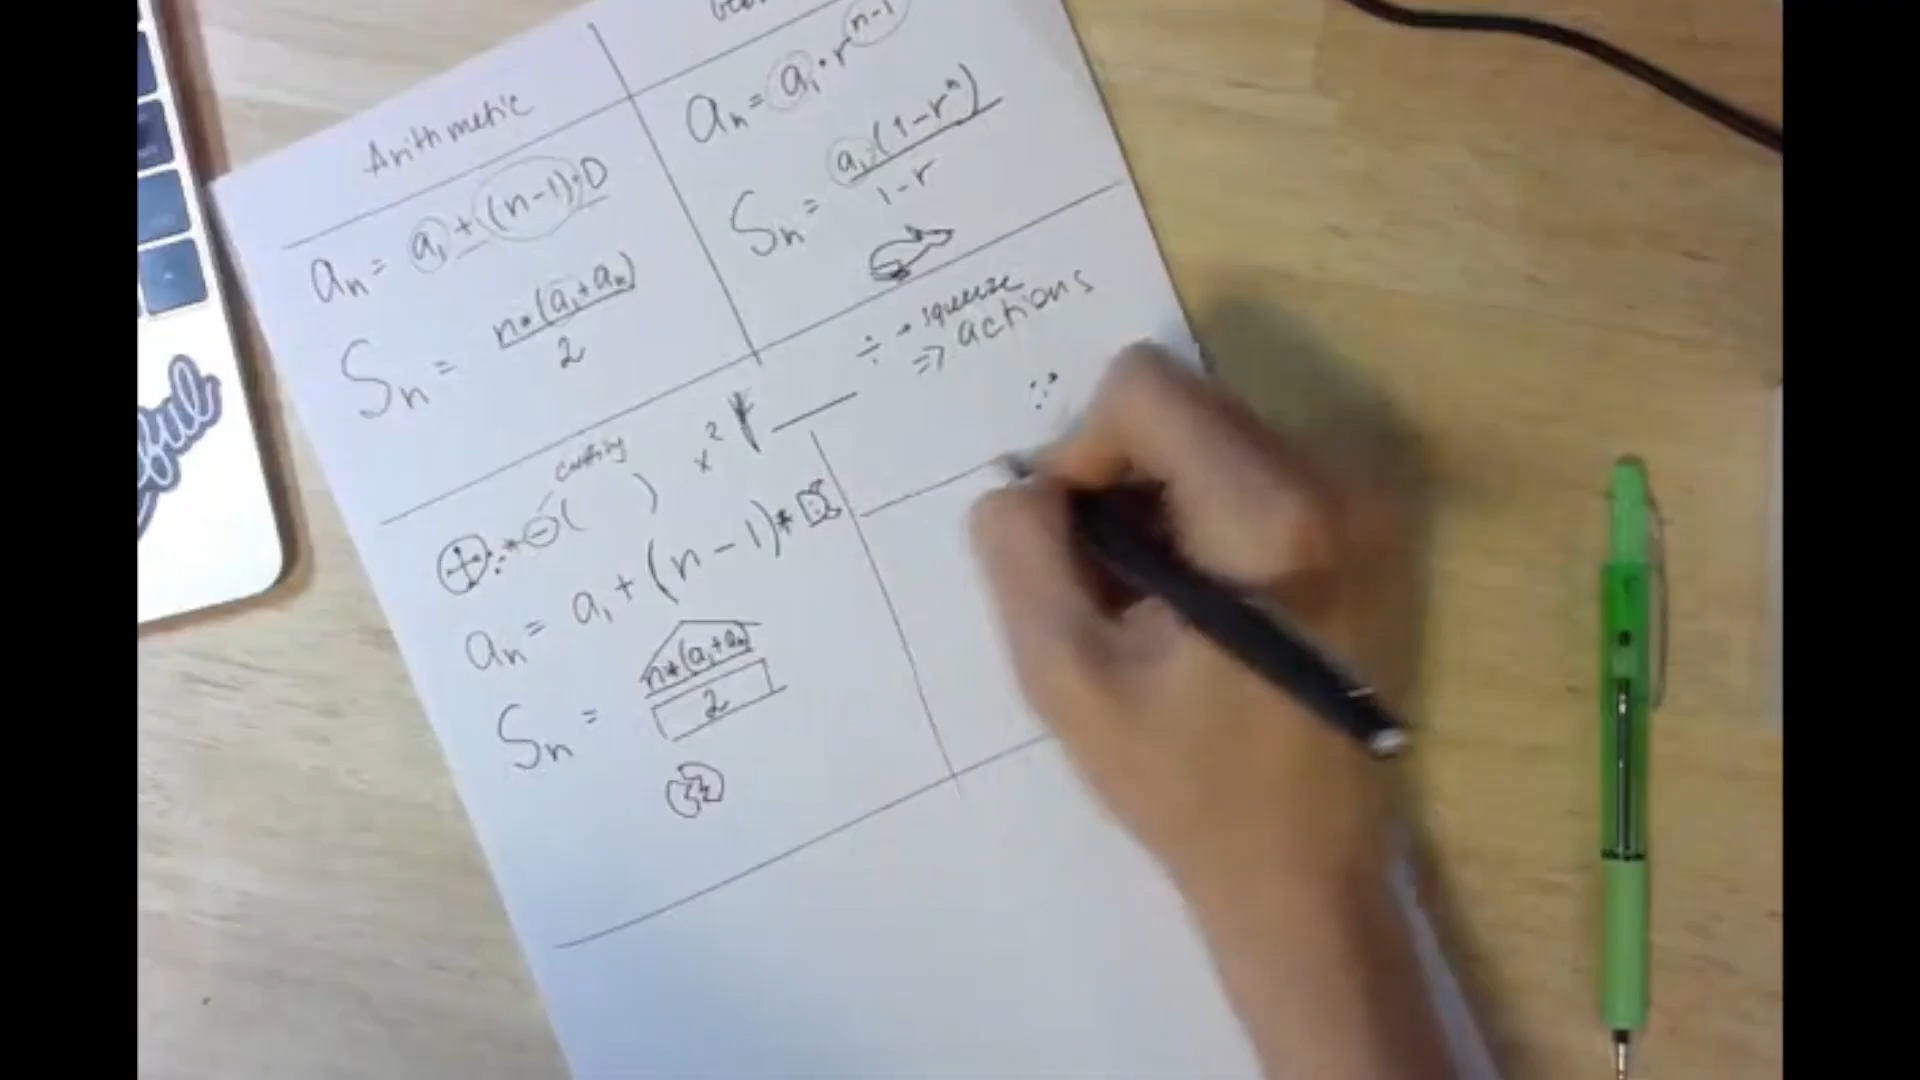 Arithmetic
aₙ = a₁ + (n-1)·D
Sₙ = n*(a₁+aₙ) / 2
aₙ = a₁ · r^(n-1)
Sₙ = a₁(1-rⁿ) / 1-r
÷ → squeeze
=> actions
+ * - ( ) x²
aₙ = a₁ + (n-1)*D
Sₙ = n*(a₁+aₙ) / 2